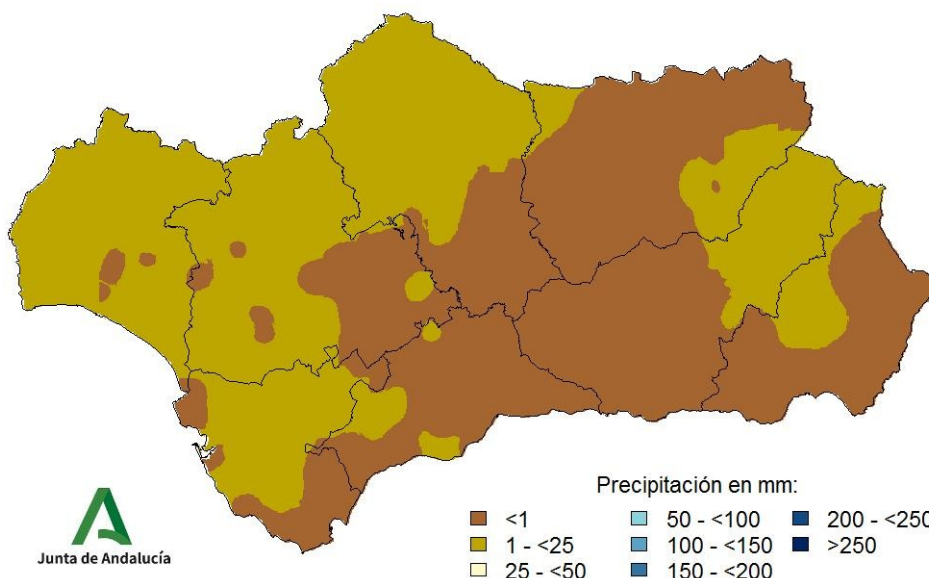 Precipitación en mm:
<1
50 - <100
200 - <250
1 - <25
100 - <150
>250
25 - <50
150 - <200
Junta de Andalucía